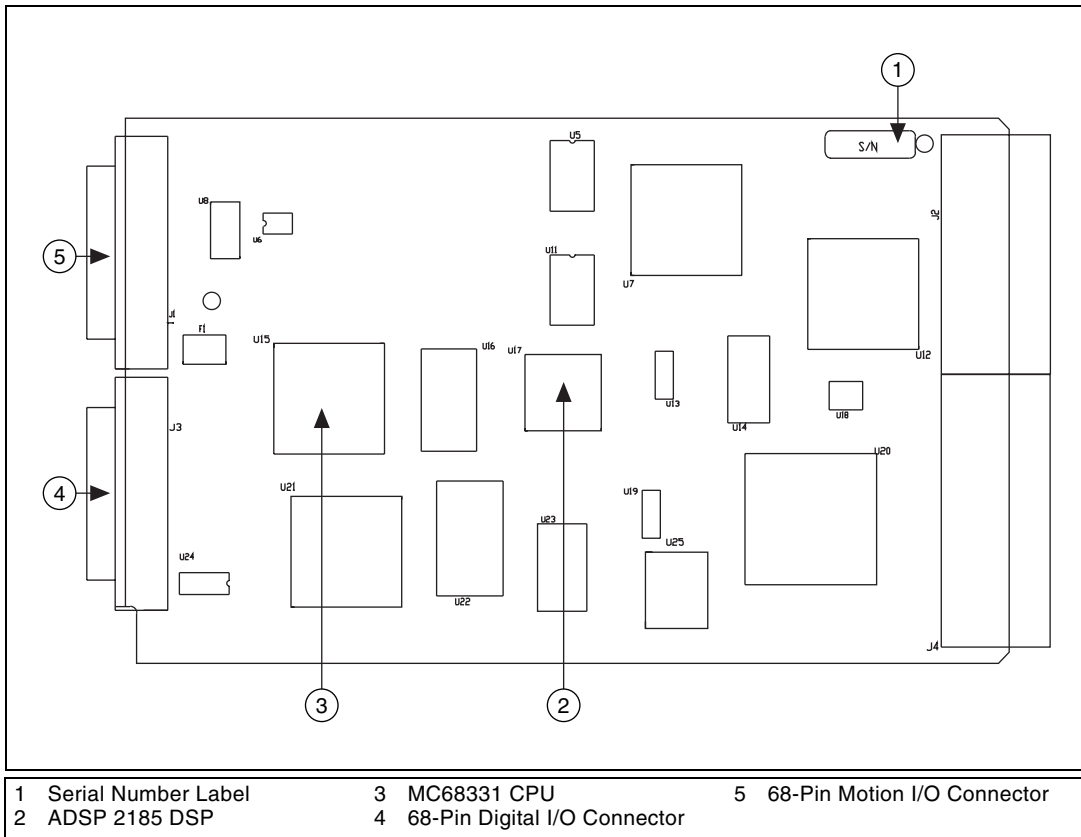 1
S/N
U5
U8
U6
J2
5
U11
U7
J1
F1
U15
U16
U17
U12
U13
U14
U18
J3
U20
4
U21
U19
U23
U25
U24
U22
J4
3
2
1 Serial Number Label 3 MC68331 CPU 5 68-Pin Motion I/O Connector
2 ADSP 2185 DSP 4 68-Pin Digital I/O Connector